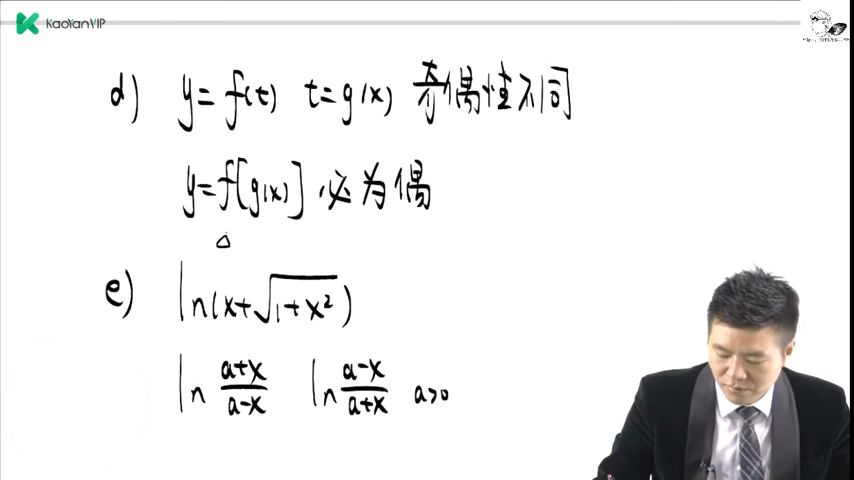 KaoYanVIP
d) y=f(t) t=g(x) 奇偶性不同
y=f[g(x)] 必为偶
e) ln(x+√(1+x²))
ln (a+x)/(a-x) ln (a-x)/(a+x) a>0